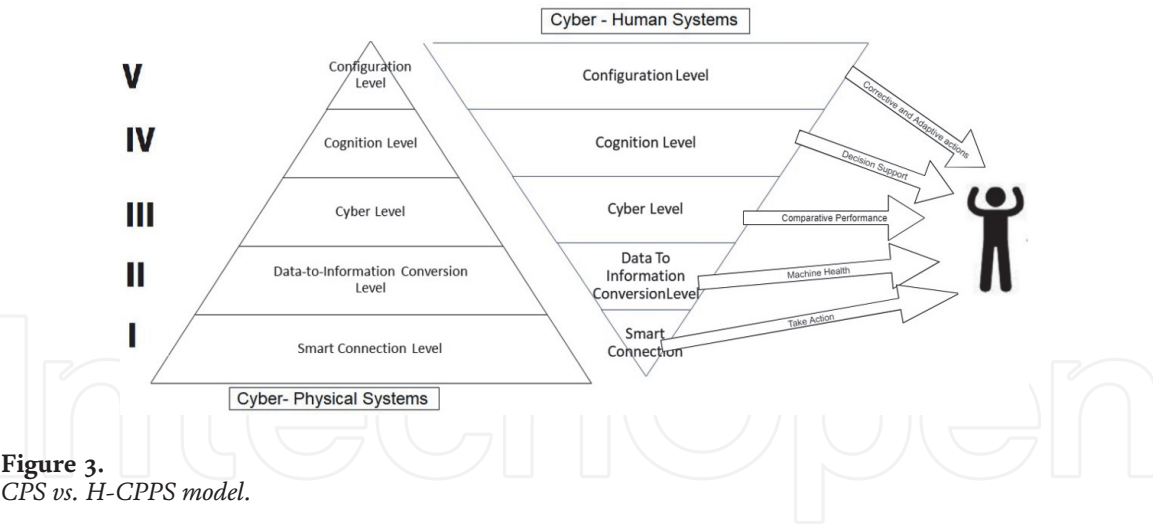 Cyber - Human Systems
V
Configuration
Level
Configuration Level
Corrective and Adaptive actions
IV
Cognition Level
Cognition Level
Decision Support
III
Cyber Level
Cyber Level
Comparative Performance
II
Data-to-Information Conversion
Level
Data To
Information
ConversionLevel
Machine Health
I
Smart Connection Level
Smart
Connection
Take Action
Cyber- Physical Systems
IntechOpen
Figure 3.
CPS vs. H-CPPS model.